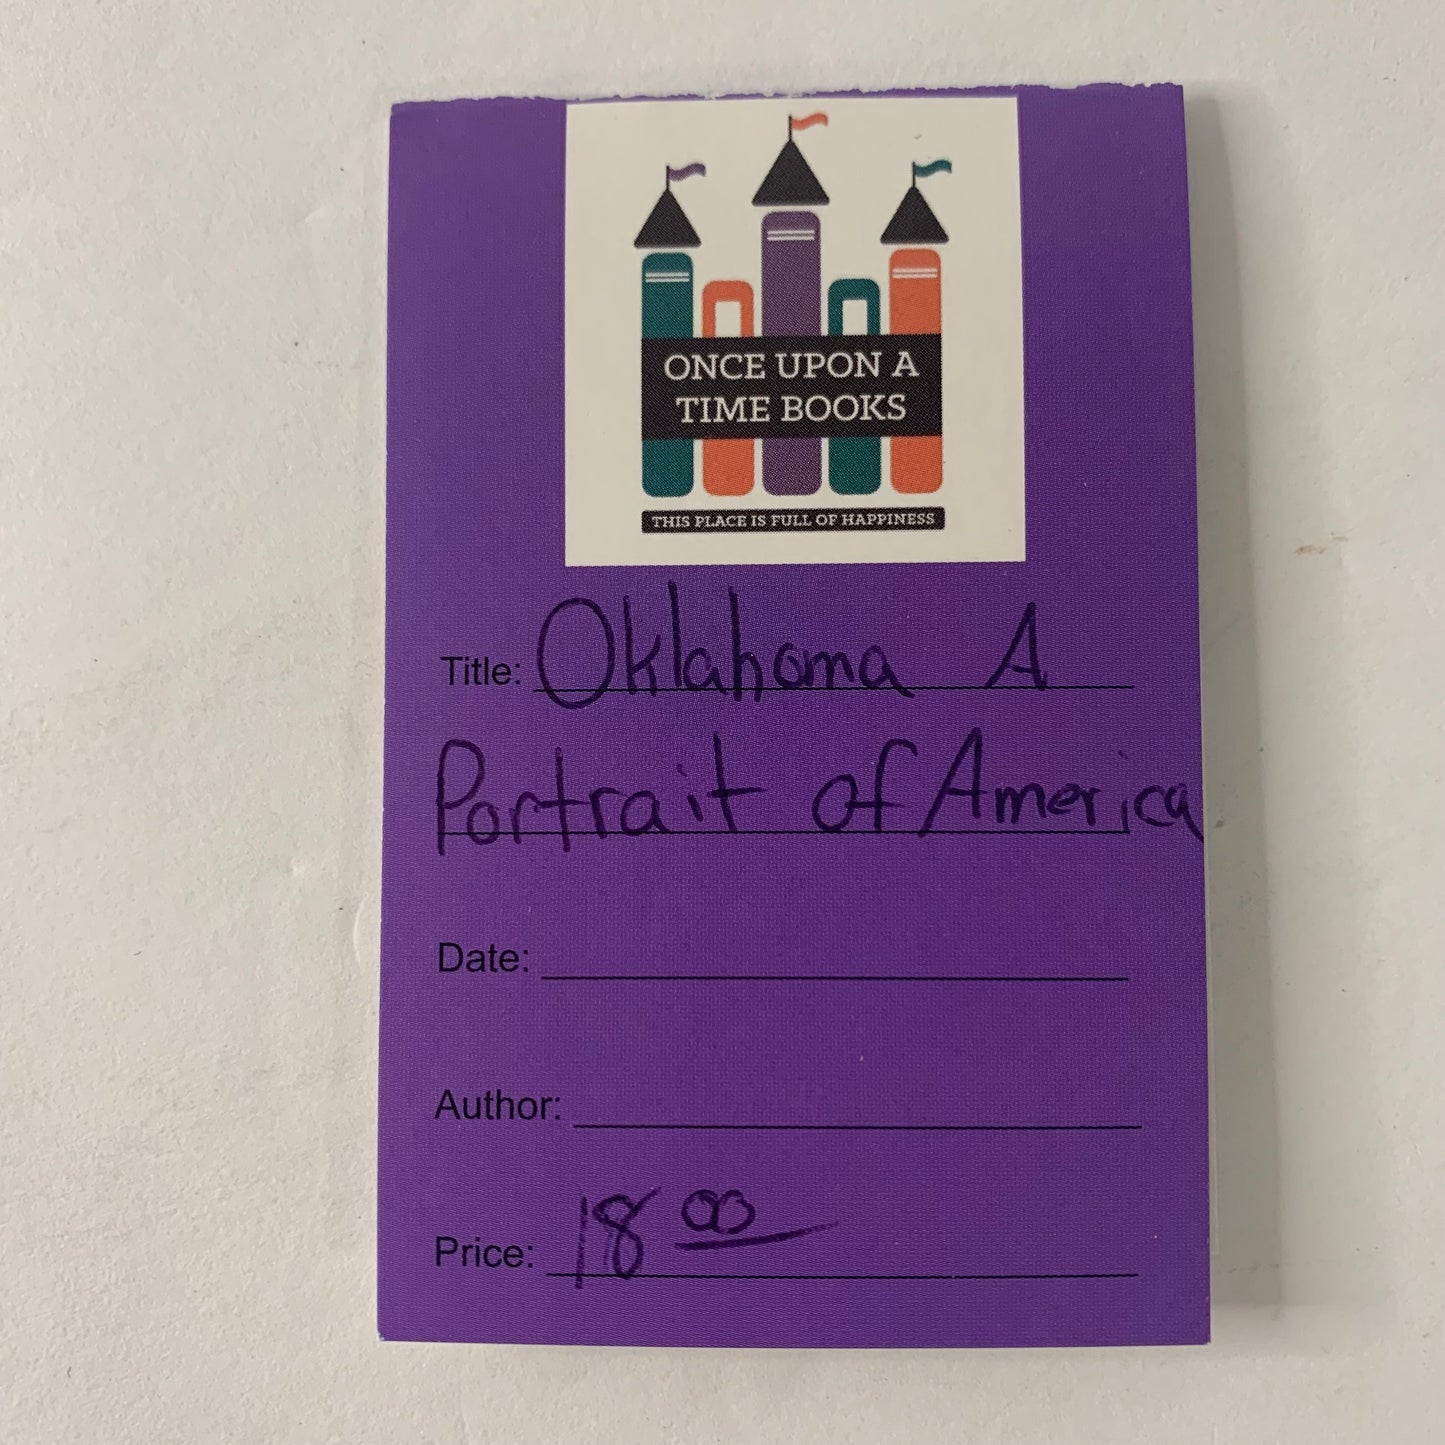 ONCE UPON A
TIME BOOKS
THIS PLACE IS FULL OF HAPPINESS
Title: Oklahoma A
Portrait of America
Date:
Author:
Price: 18 00